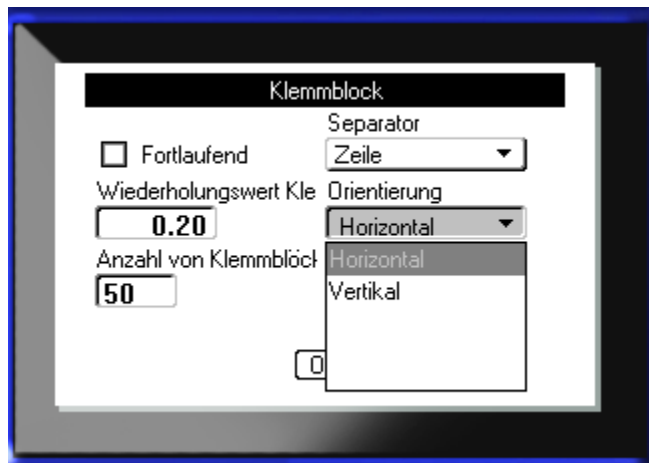 Klemmblock
Separator
Fortlaufend
Zeile
Wiederholungswert Kle
Orientierung
0.20
Horizontal
Anzahl von Klemmblöck
Horizontal
50
Vertikal
O